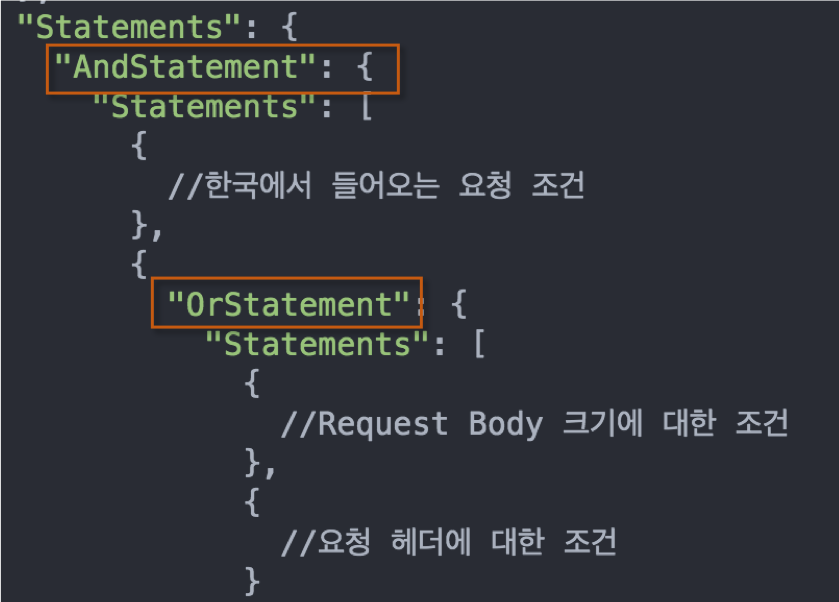 "Statements": {
"AndStatement": {
"Statements": [
{
//한국에서 들어오는 요청 조건
},
{
"OrStatement": {
"Statements": [
{
//Request Body 크기에 대한 조건
},
{
//요청 헤더에 대한 조건
}